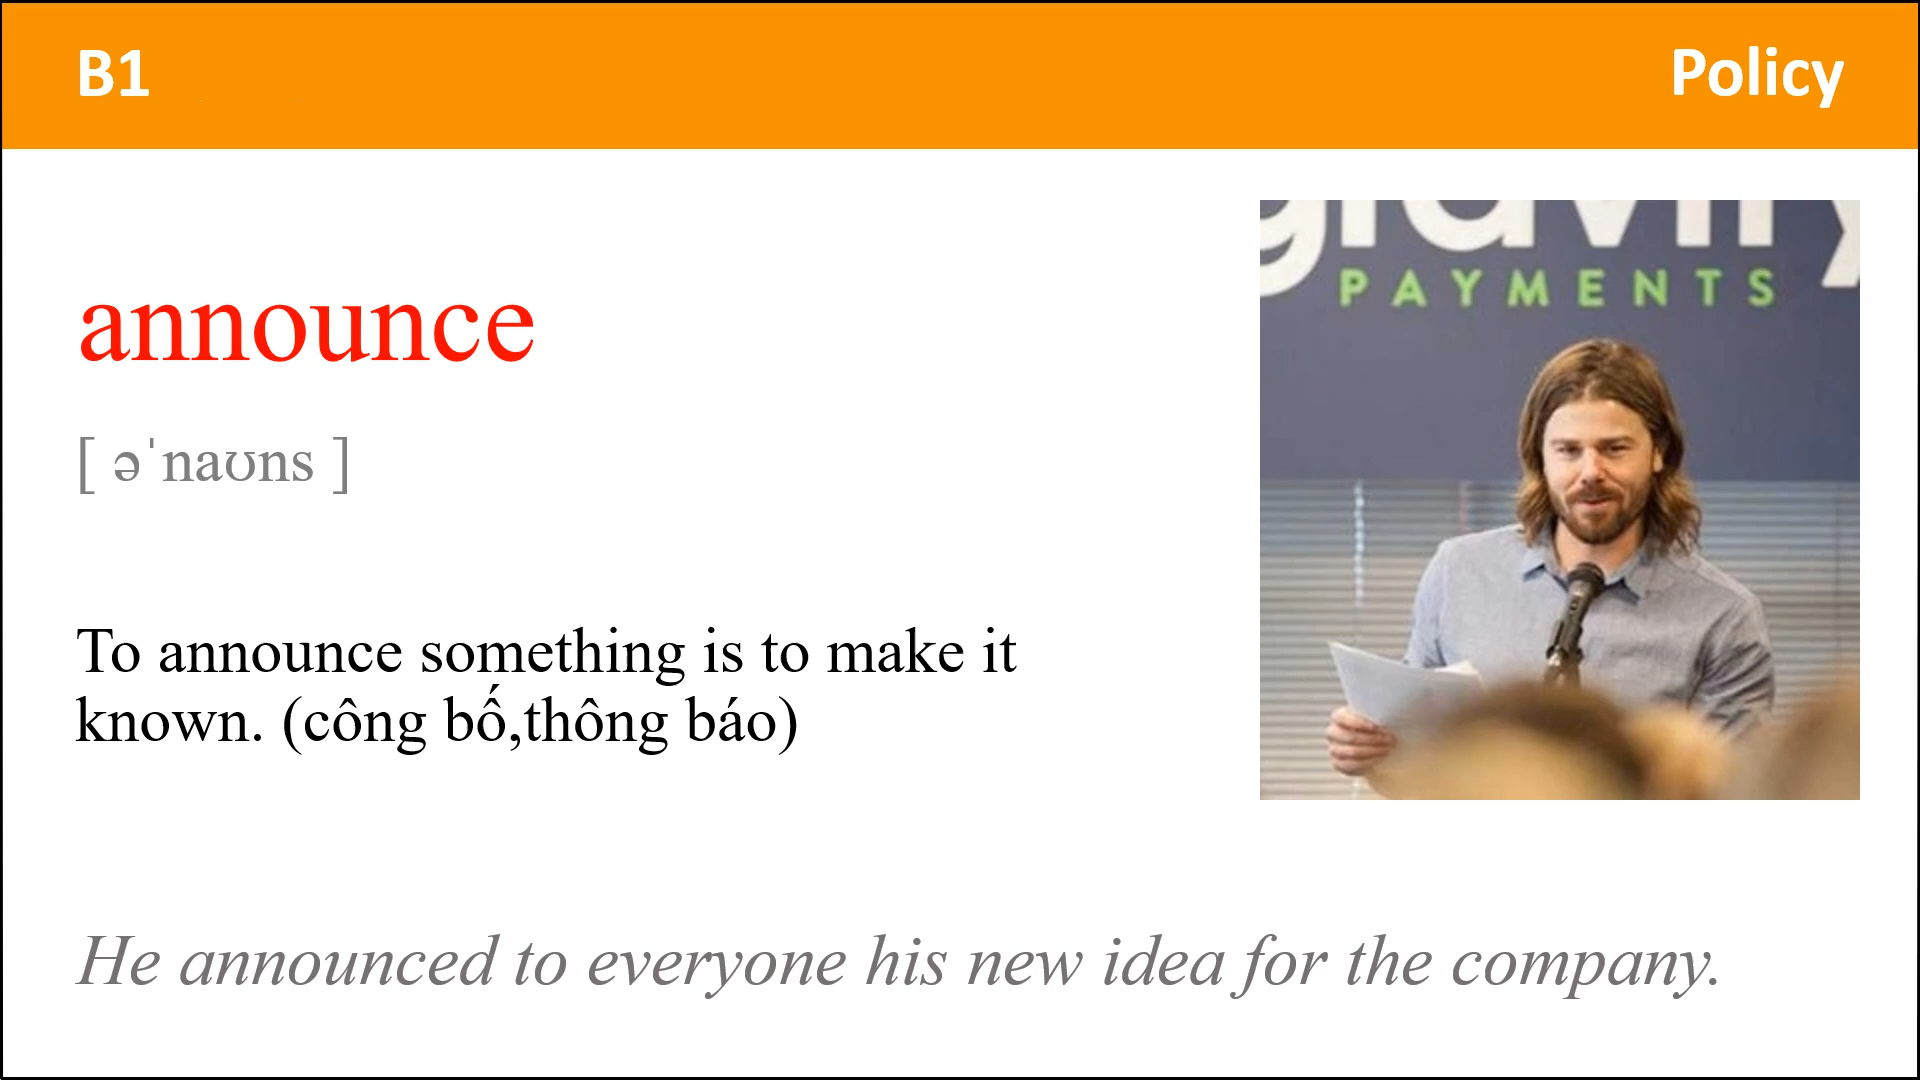 B1
Policy
gravity
PAYMENTS
announce
[ əˈnaʊns ]
To announce something is to make it
known. (công bố,thông báo)
He announced to everyone his new idea for the company.